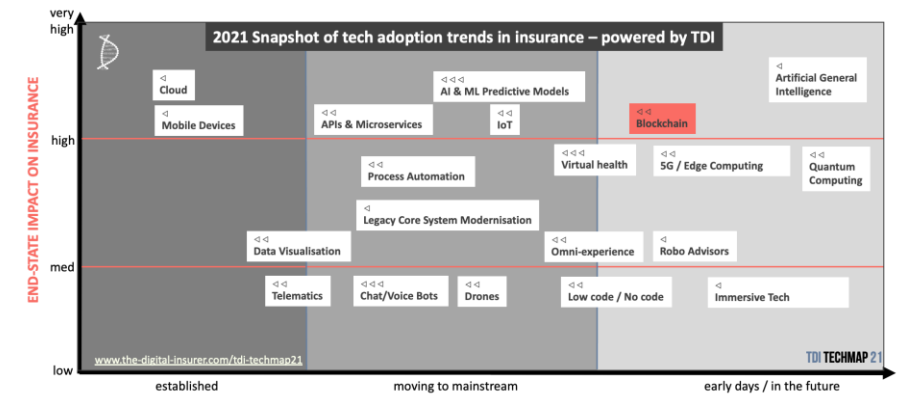 very
high
2021 Snapshot of tech adoption trends in insurance – powered by TDI
END-STATE IMPACT ON INSURANCE
◁
Cloud
◁
Mobile Devices
◁◁
APIs & Microservices
◁◁◁
AI & ML Predictive Models
◁◁
IoT
◁◁
Blockchain
◁
Artificial General
Intelligence
high
◁◁
Process Automation
◁◁◁
Virtual health
◁◁
5G / Edge Computing
◁◁
Quantum
Computing
◁
Legacy Core System Modernisation
◁◁
Data Visualisation
◁◁
Omni-experience
◁
Robo Advisors
med
◁◁
Telematics
◁◁◁
Chat/Voice Bots
◁◁
Drones
◁◁
Low code / No code
◁
Immersive Tech
www.the-digital-insurer.com/tdi-techmap21
TDI TECHMAP 21
low
established
moving to mainstream
early days / in the future